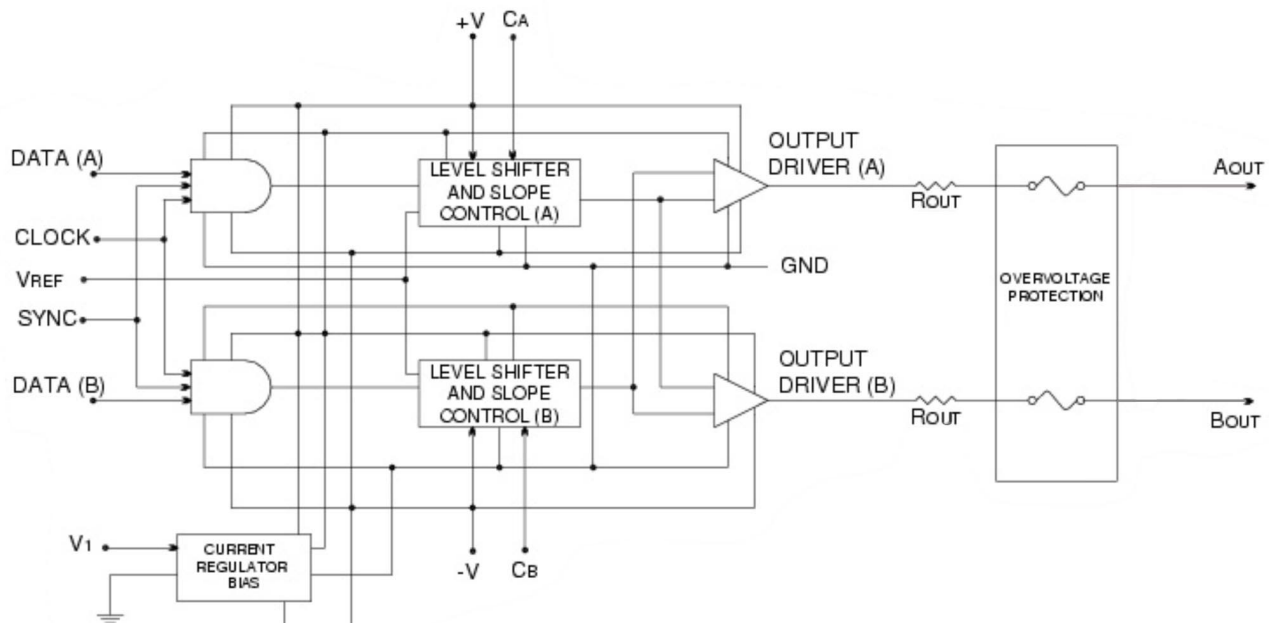 +V CA
DATA (A)
OUTPUT
DRIVER (A)
LEVEL SHIFTER
AND SLOPE
CONTROL (A)
AOUT
ROUT
CLOCK
GND
VREF
OVERVOLTAGE
PROTECTION
SYNC
OUTPUT
DRIVER (B)
LEVEL SHIFTER
AND SLOPE
CONTROL (B)
DATA (B)
ROUT
BOUT
V1
CURRENT
REGULATOR
BIAS
-V CB